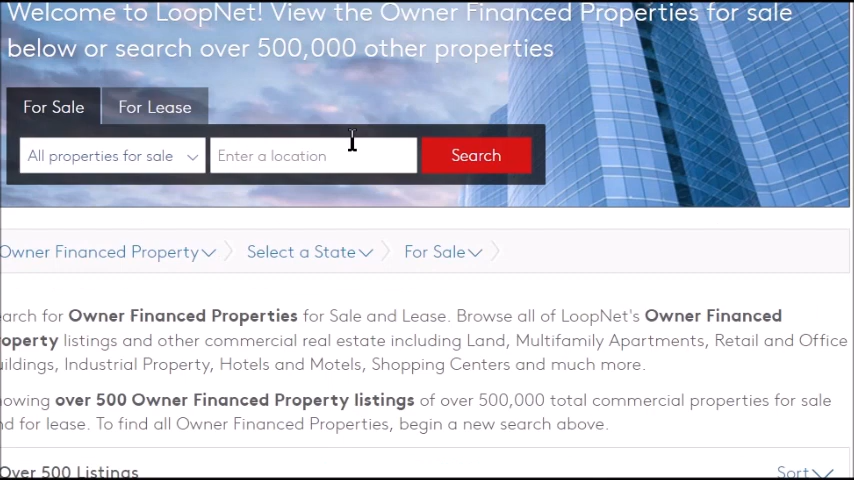 Welcome to LoopNet! View the Owner Financed Properties for sale
below or search over 500,000 other properties
For Sale For Lease
All properties for sale Enter a location Search
Owner Financed Property Select a State For Sale
arch for Owner Financed Properties for Sale and Lease. Browse all of LoopNet's Owner Financed
operty listings and other commercial real estate including Land, Multifamily Apartments, Retail and Office
uildings, Industrial Property, Hotels and Motels, Shopping Centers and much more.
owing over 500 Owner Financed Property listings of over 500,000 total commercial properties for sale
nd for lease. To find all Owner Financed Properties, begin a new search above.
Over 500 Listings Sort